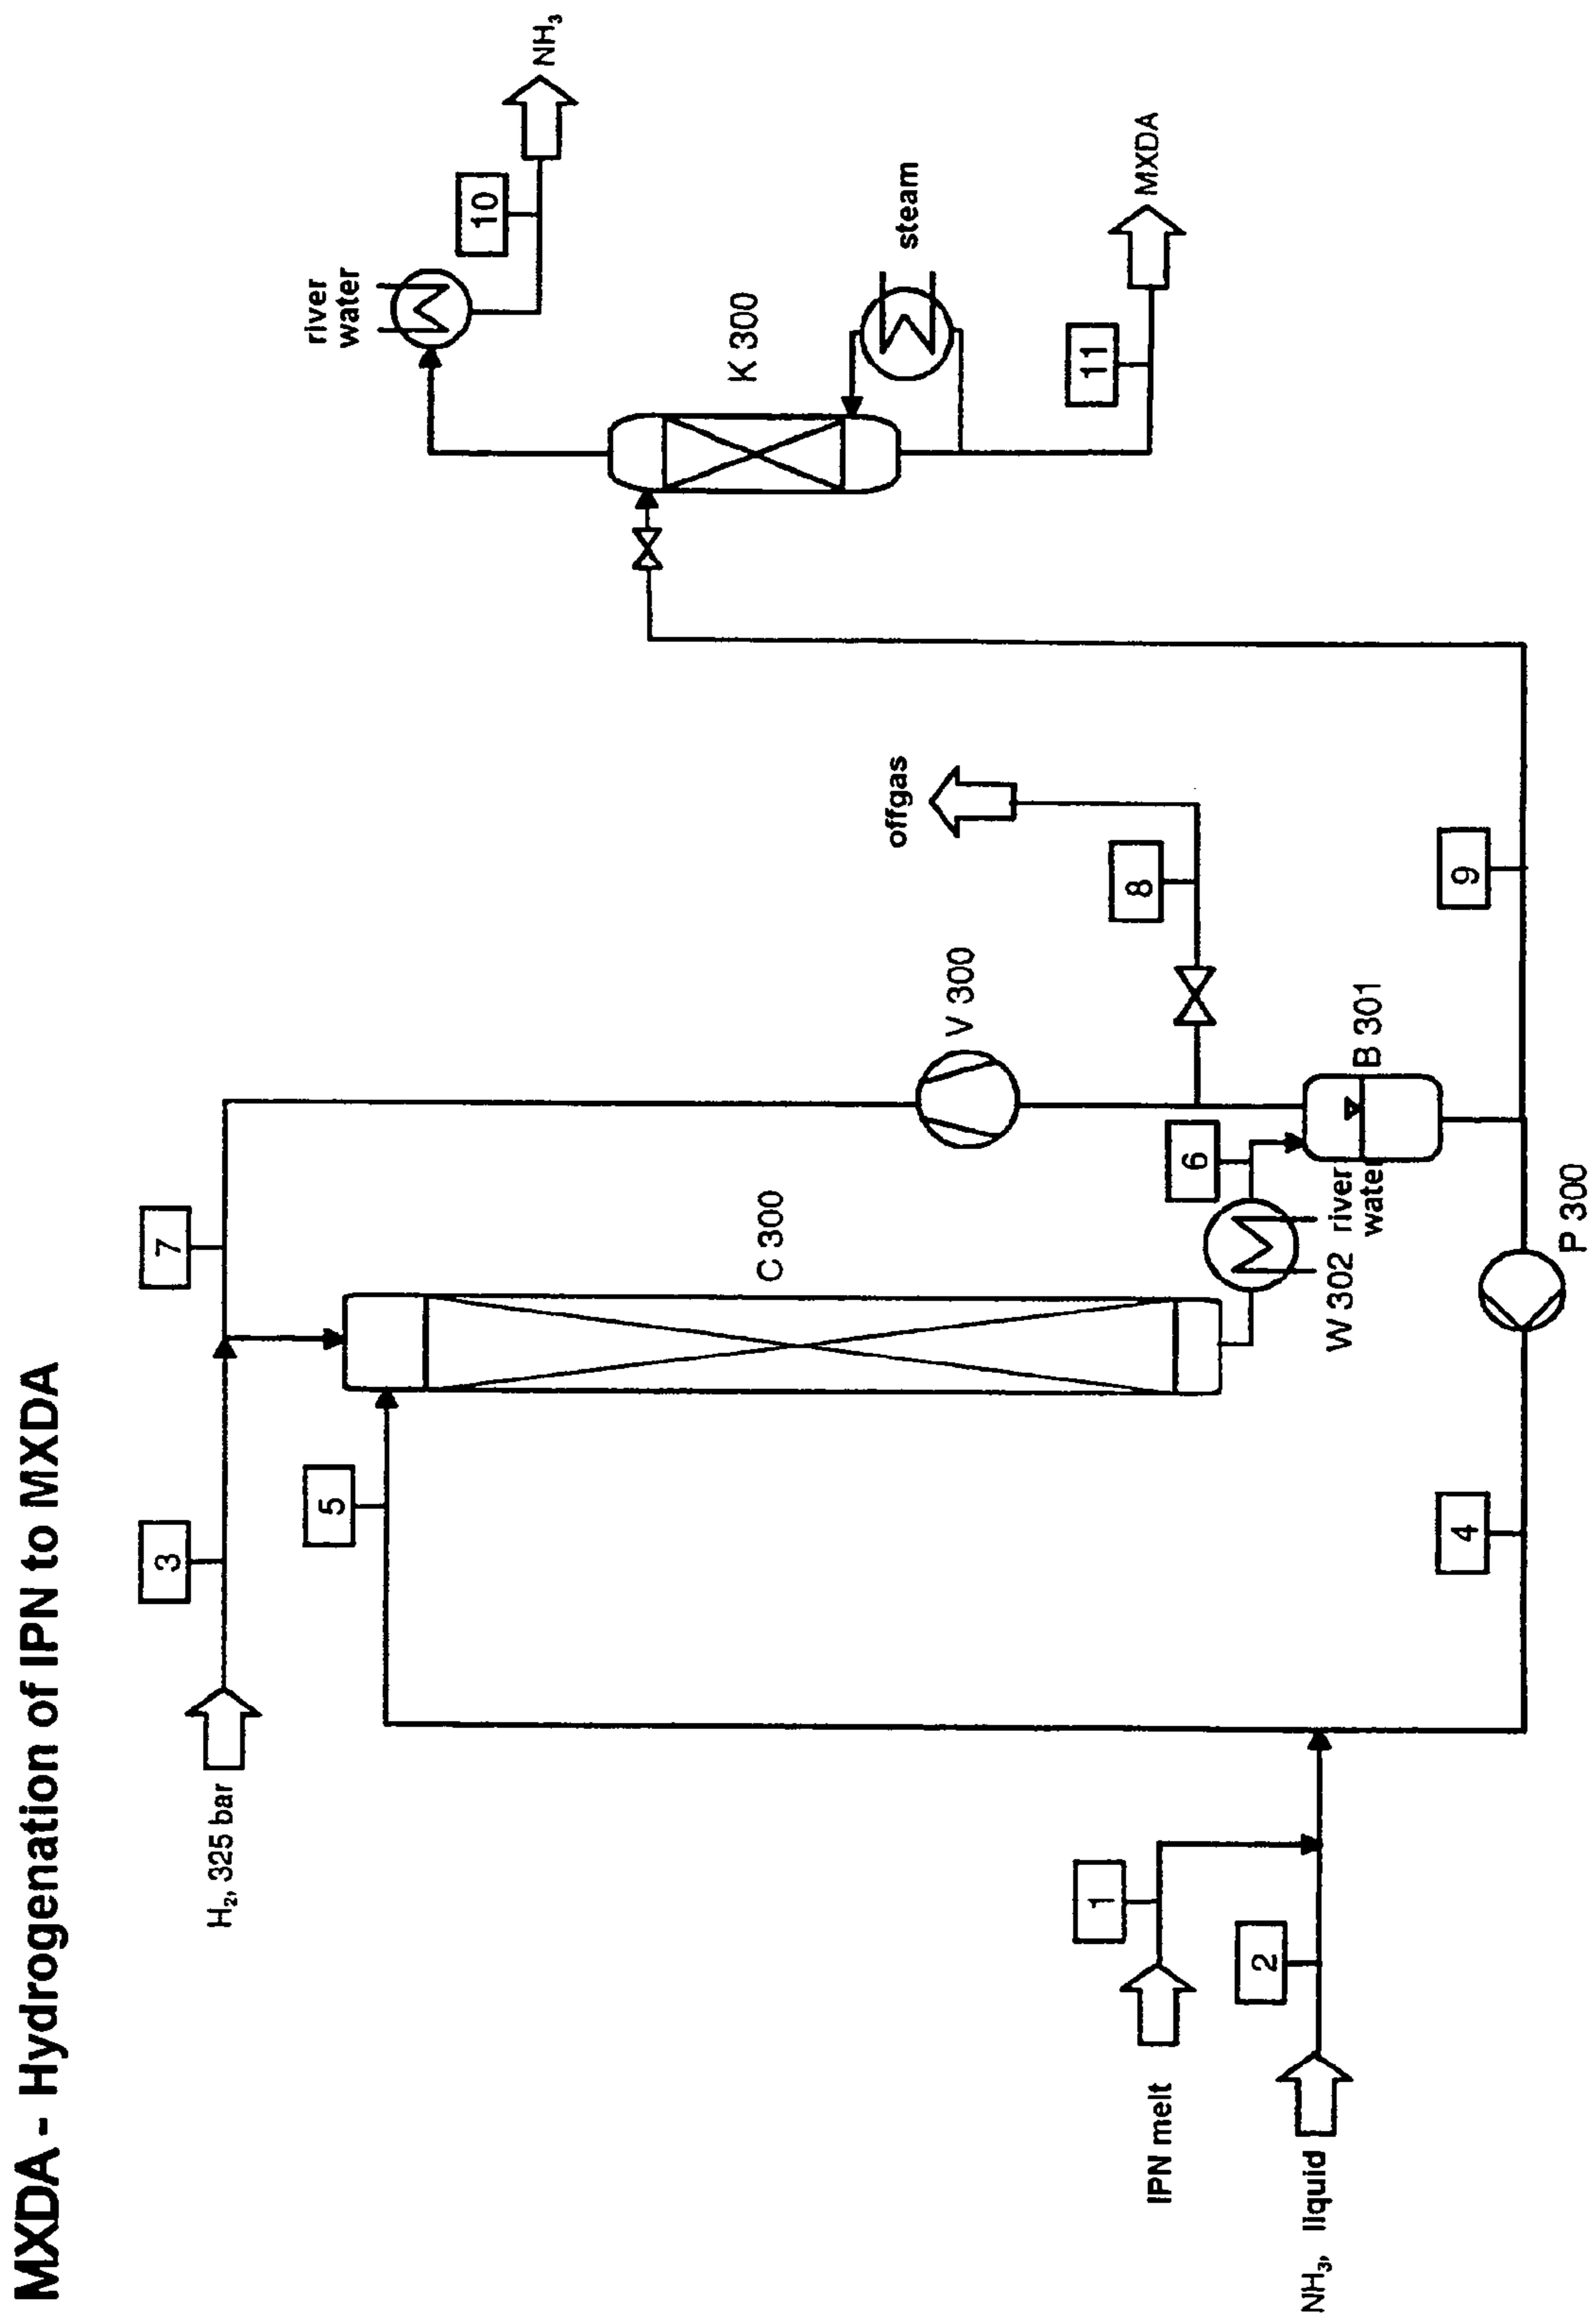 MXDA - Hydrogenation of IPN to MXDA
H₂, 325 bar
3
7
5
C 300
V 300
river
water
10
NH₃
K 300
steam
offgas
8
6
11
MXDA
IPN melt
1
NH₃, liquid
2
4
W 302
river
water
B 301
9
P 300